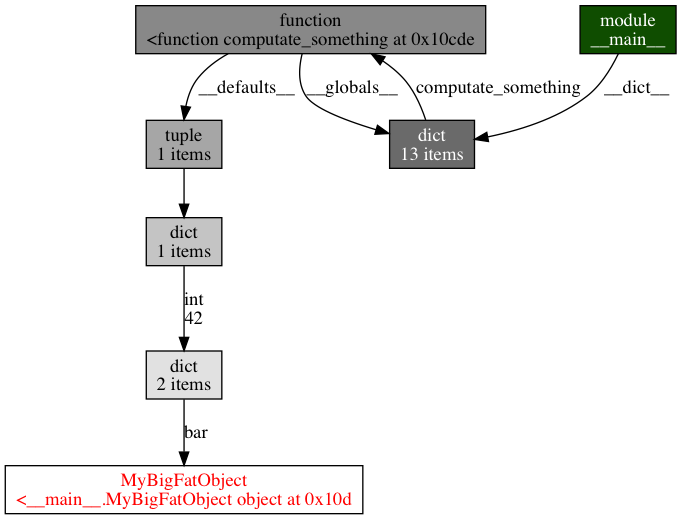 function
<function computate_something at 0x10cde
module
__main__
__defaults__
__globals__
computate_something
__dict__
tuple
1 items
dict
13 items
dict
1 items
int
42
dict
2 items
bar
MyBigFatObject
<__main__.MyBigFatObject object at 0x10d